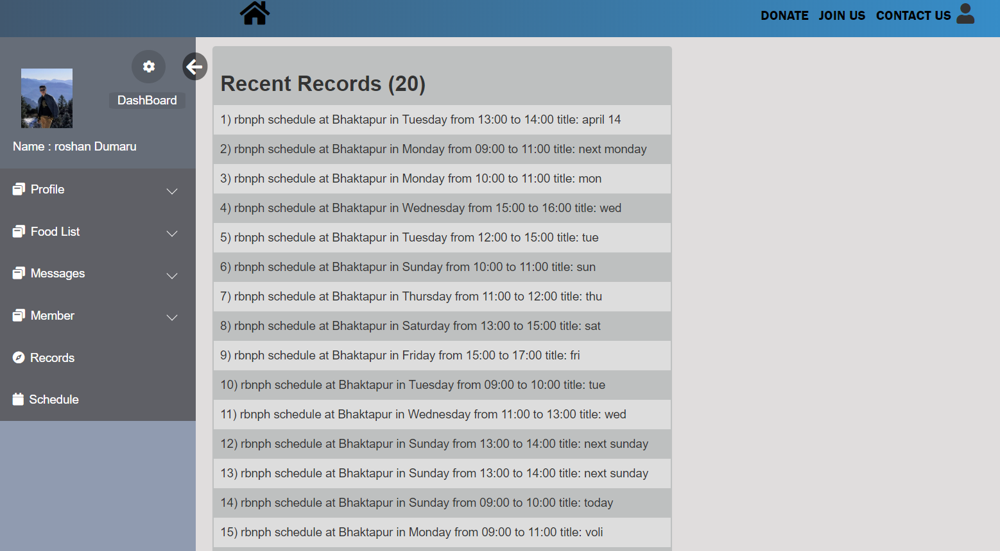 DONATE JOIN US CONTACT US
DashBoard
Name : roshan Dumaru
Profile
Food List
Messages
Member
Records
Schedule
Recent Records (20)
1) rbnph schedule at Bhaktapur in Tuesday from 13:00 to 14:00 title: april 14
2) rbnph schedule at Bhaktapur in Monday from 09:00 to 11:00 title: next monday
3) rbnph schedule at Bhaktapur in Monday from 10:00 to 11:00 title: mon
4) rbnph schedule at Bhaktapur in Wednesday from 15:00 to 16:00 title: wed
5) rbnph schedule at Bhaktapur in Tuesday from 12:00 to 15:00 title: tue
6) rbnph schedule at Bhaktapur in Sunday from 10:00 to 11:00 title: sun
7) rbnph schedule at Bhaktapur in Thursday from 11:00 to 12:00 title: thu
8) rbnph schedule at Bhaktapur in Saturday from 13:00 to 15:00 title: sat
9) rbnph schedule at Bhaktapur in Friday from 15:00 to 17:00 title: fri
10) rbnph schedule at Bhaktapur in Tuesday from 09:00 to 10:00 title: tue
11) rbnph schedule at Bhaktapur in Wednesday from 11:00 to 13:00 title: wed
12) rbnph schedule at Bhaktapur in Sunday from 13:00 to 14:00 title: next sunday
13) rbnph schedule at Bhaktapur in Sunday from 13:00 to 14:00 title: next sunday
14) rbnph schedule at Bhaktapur in Sunday from 09:00 to 10:00 title: today
15) rbnph schedule at Bhaktapur in Monday from 09:00 to 11:00 title: voli